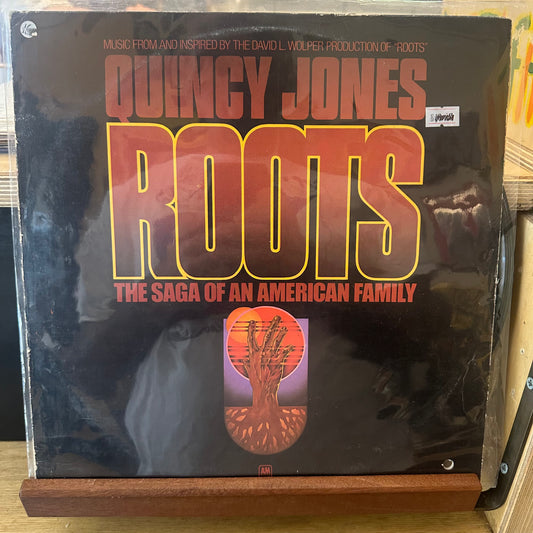 MUSIC FROM AND INSPIRED BY THE DAVID L. WOLPER PRODUCTION OF "ROOTS"
QUINCY JONES
ROOTS
THE SAGA OF AN AMERICAN FAMILY
AM